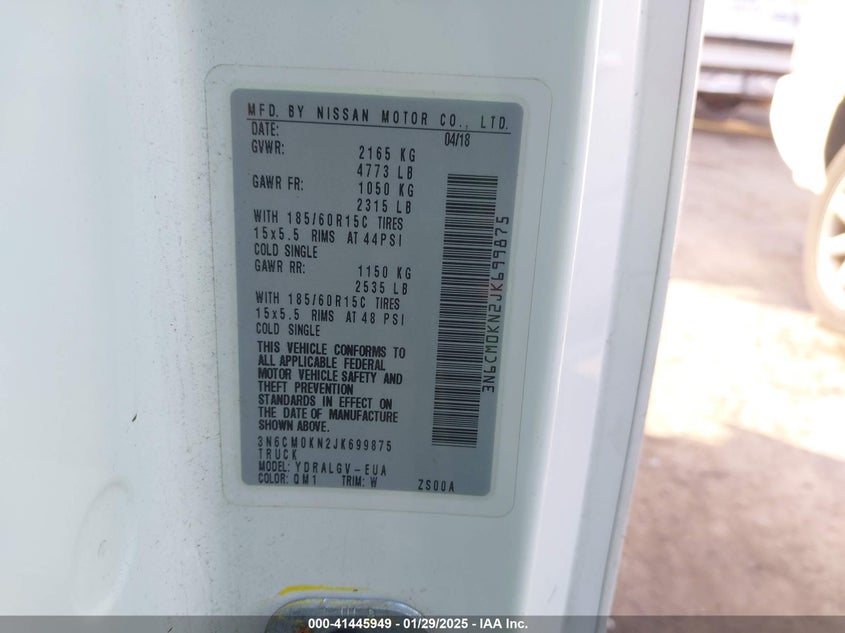 MFD. BY NISSAN MOTOR CO., LTD.
DATE: 04/18
GVWR: 2165 KG
4773 LB
GAWR FR: 1050 KG
2315 LB
WITH 185/60R15C TIRES
15x5.5 RIMS AT 44PSI
COLD SINGLE
GAWR RR: 1150 KG
2535 LB
WITH 185/60R15C TIRES
15x5.5 RIMS AT 48 PSI
COLD SINGLE
THIS VEHICLE CONFORMS TO
ALL APPLICABLE FEDERAL
MOTOR VEHICLE SAFETY AND
THEFT PREVENTION
STANDARDS IN EFFECT ON
THE DATE OF MANUFACTURE
SHOWN ABOVE.
3N6CM0KN2JK699875
TRUCK
MODEL: YDRALGV-EUA
COLOR: QM1 TRIM: W ZS00A
3N6CM0KN2JK699875
000-41445949 - 01/29/2025 - IAA Inc.